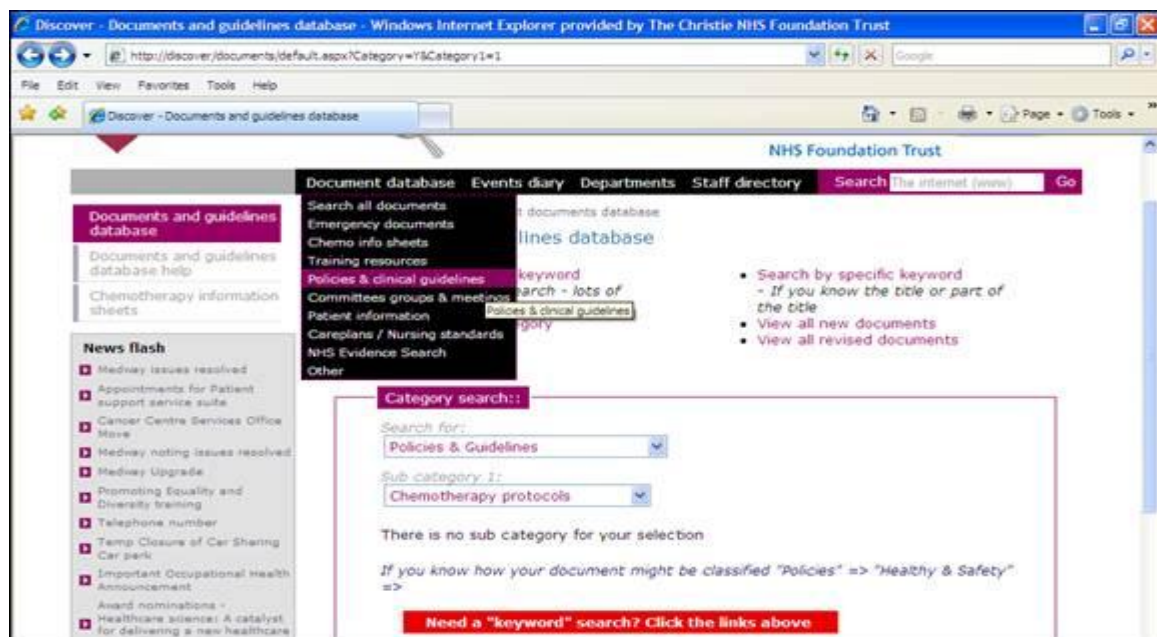 Discover - Documents and guidelines database - Windows Internet Explorer provided by The Christie NHS Foundation Trust
http://discover/documents/default.aspx?Category=Y&Category1=1
Google
File Edit View Favorites Tools Help
Discover - Documents and guidelines database
Page Tools
NHS Foundation Trust
Document database Events diary Departments Staff directory Search The internet (www) Go
Documents and guidelines
database
Documents and guidelines
database help
Chemotherapy information
sheets
News flash
Medway issues resolved
Appointments for Patient
support service suite
Cancer Centre Services Office
Move
Medway noting issues resolved
Medway Upgrade
Promoting Equality and
Diversity training
Telephone number
Temp Closure of Car Sharing
Car park
Important Occupational Health
Announcement
Award nominations -
Healthcare science: A catalyst
for delivering a new healthcare
Search all documents
Emergency documents
Chemo info sheets
Training resources
Policies & clinical guidelines
Committees groups & meetings
Policies & clinical guidelines
Patient information
Careplans / Nursing standards
NHS Evidence Search
Other
documents database
lines database
keyword
earch - lots of
egory
Search by specific keyword
- If you know the title or part of
the title
View all new documents
View all revised documents
Category search::
Search for:
Policies & Guidelines
Sub category 1:
Chemotherapy protocols
There is no sub category for your selection
If you know how your document might be classified "Policies" => "Healthy & Safety"
=>
Need a "keyword" search? Click the links above